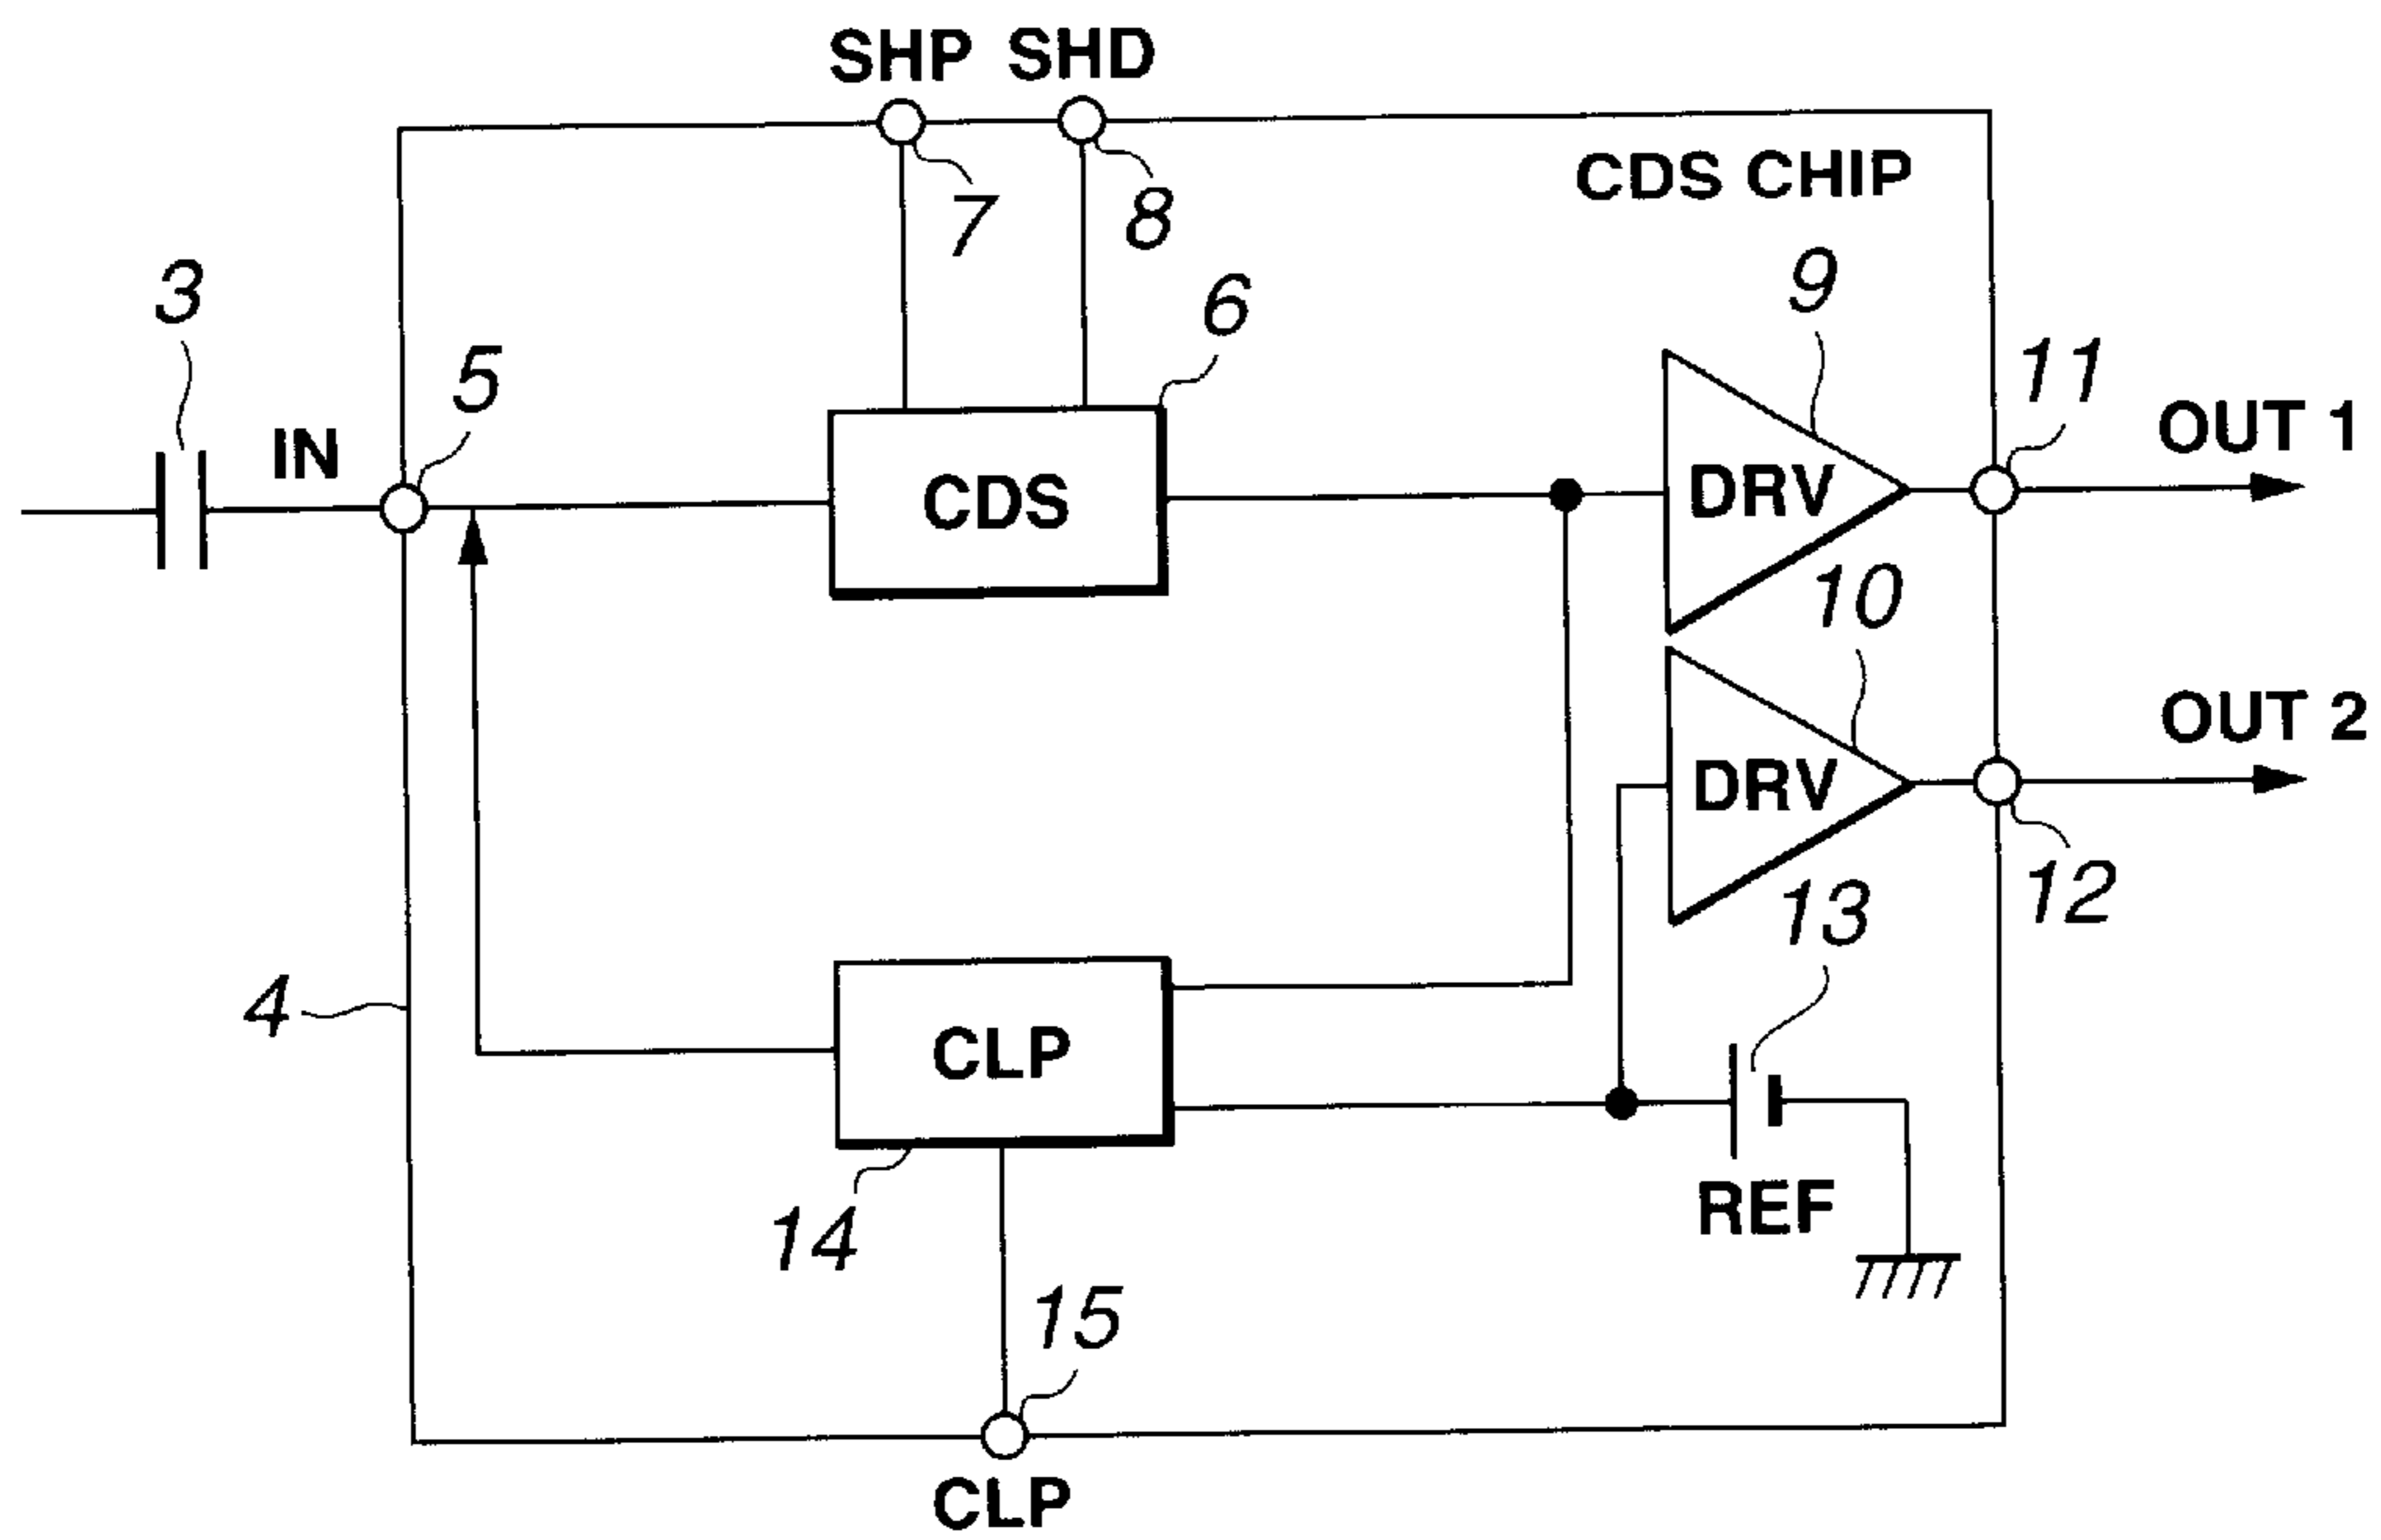 SHP SHD
7
8
CDS CHIP
3
5
6
9
11
IN
OUT 1
CDS
DRV
10
OUT 2
DRV
12
13
4
CLP
14
REF
15
CLP